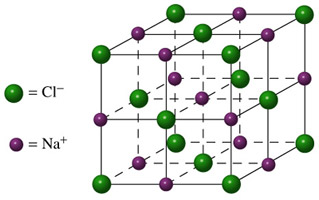 = Cl⁻
= Na⁺